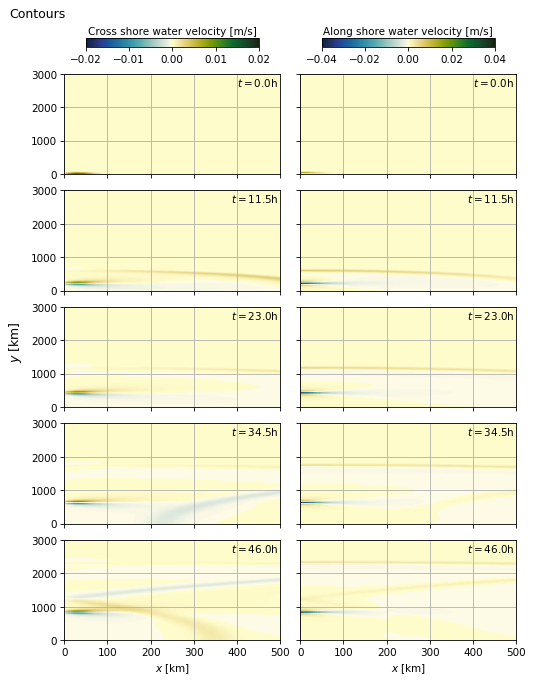 Contours
Cross shore water velocity [m/s]
Along shore water velocity [m/s]
−0.02 −0.01 0.00 0.01 0.02
−0.04 −0.02 0.00 0.02 0.04
3000
2000
1000
0
t = 0.0h
t = 0.0h
3000
2000
1000
0
t = 11.5h
t = 11.5h
3000
2000
1000
0
t = 23.0h
t = 23.0h
y [km]
3000
2000
1000
0
t = 34.5h
t = 34.5h
3000
2000
1000
0
t = 46.0h
t = 46.0h
0 100 200 300 400 500
0 100 200 300 400 500
x [km]
x [km]